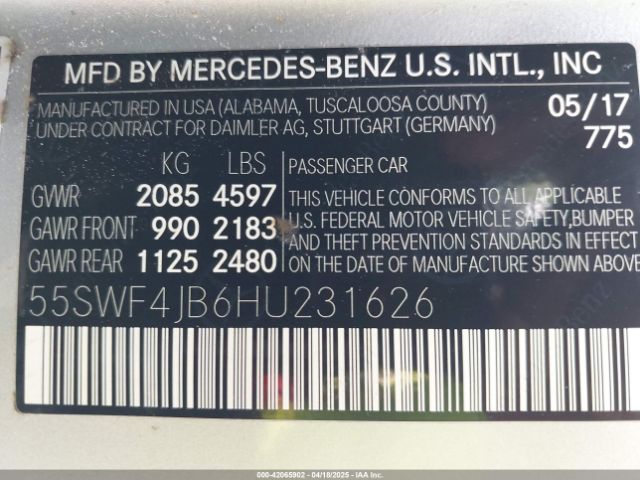 MFD BY MERCEDES-BENZ U.S. INTL., INC
MANUFACTURED IN USA (ALABAMA, TUSCALOOSA COUNTY) 05/17
UNDER CONTRACT FOR DAIMLER AG, STUTTGART (GERMANY) 775
KG LBS PASSENGER CAR
GVWR 2085 4597 THIS VEHICLE CONFORMS TO ALL APPLICABLE
GAWR FRONT 990 2183 U.S. FEDERAL MOTOR VEHICLE SAFETY,BUMPER
AND THEFT PREVENTION STANDARDS IN EFFECT
GAWR REAR 1125 2480 ON THE DATE OF MANUFACTURE SHOWN ABOVE
55SWF4JB6HU231626
000-42065902 - 04/18/2025 - IAAI.COM